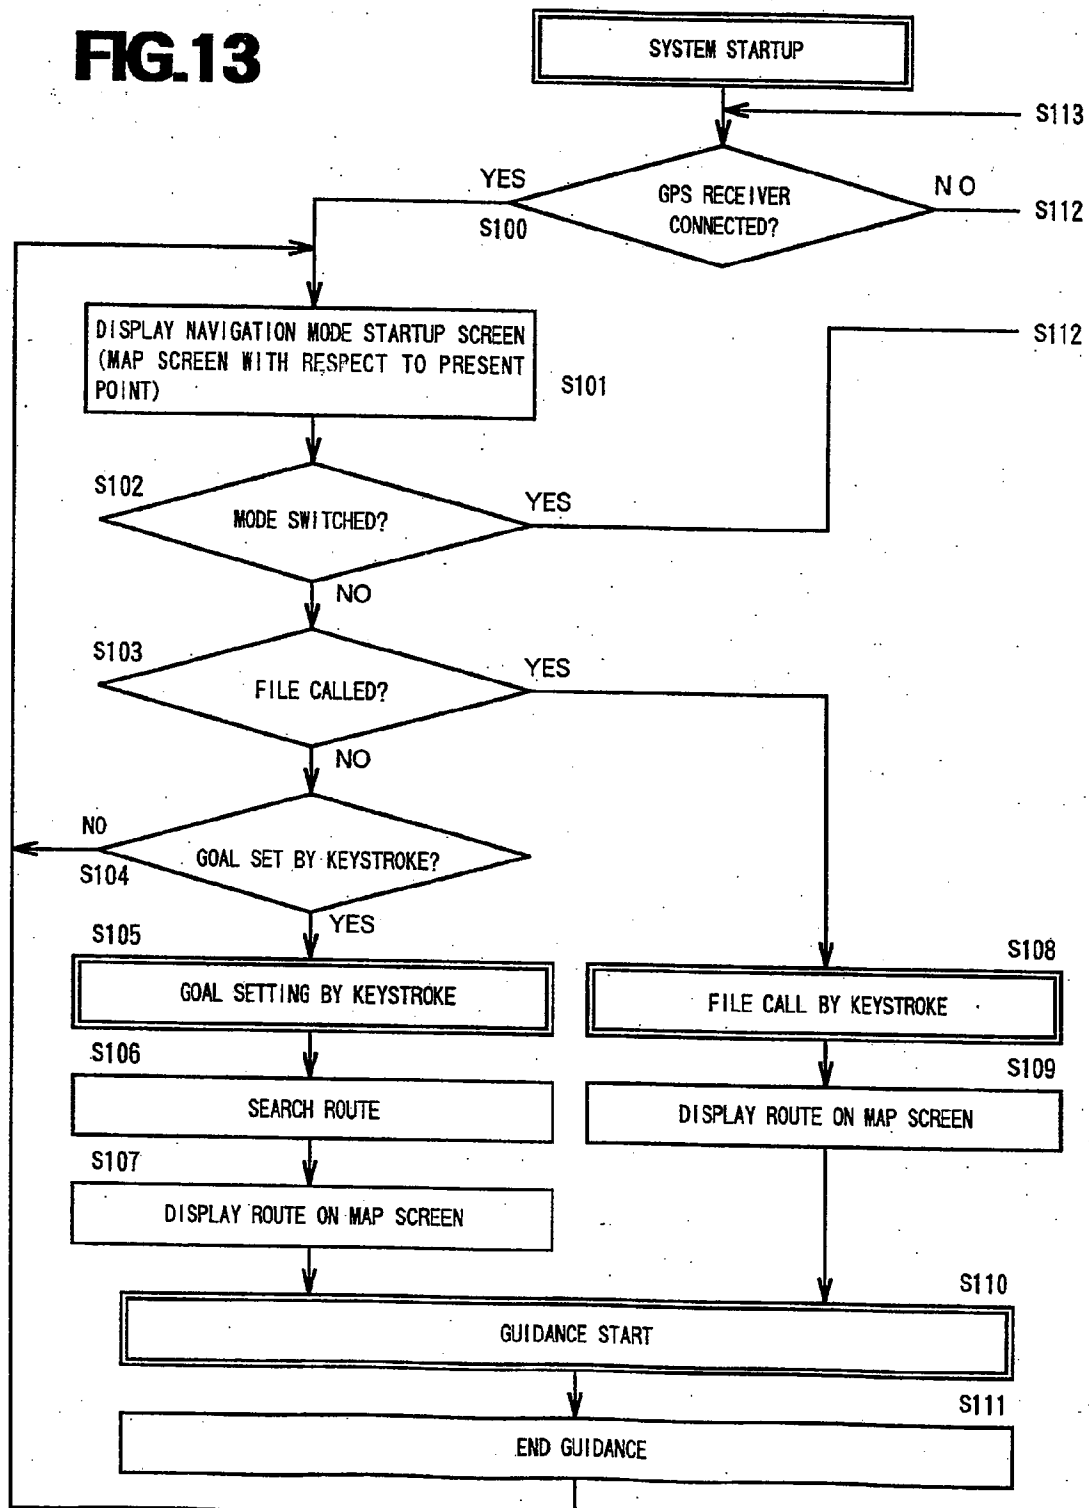 FIG.13
SYSTEM STARTUP
S113
YES
GPS RECEIVER
CONNECTED?
NO
S100
S112
DISPLAY NAVIGATION MODE STARTUP SCREEN
(MAP SCREEN WITH RESPECT TO PRESENT
POINT)
S101
S112
S102
MODE SWITCHED?
YES
NO
S103
FILE CALLED?
YES
NO
NO
GOAL SET BY KEYSTROKE?
S104
YES
S105
GOAL SETTING BY KEYSTROKE
S108
FILE CALL BY KEYSTROKE
S106
SEARCH ROUTE
S109
DISPLAY ROUTE ON MAP SCREEN
S107
DISPLAY ROUTE ON MAP SCREEN
S110
GUIDANCE START
S111
END GUIDANCE